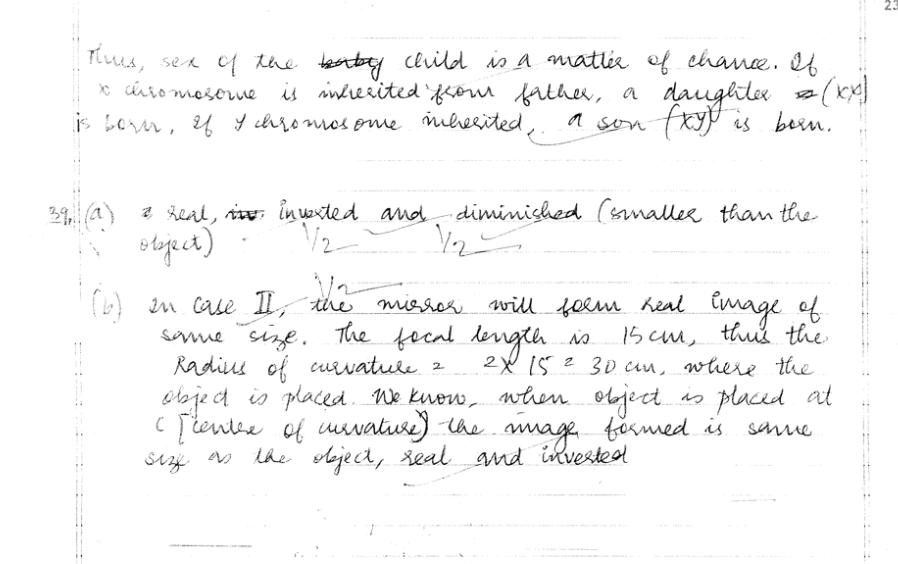 23
Thus, sex of the baby child is a matter of chance. If
x chromosome is inherited from father, a daughter = (XX)
is born, If Y chromosome inherited, a son (XY) is born.
39. (a) real, inverted and diminished (smaller than the
object) 1/2 1/2
1/2
(b) In Case II, the mirror will form real image of
same size. The focal length is 15 cm, thus the
Radius of curvature = 2X 15 = 30 cm, where the
object is placed. We know, when object is placed at
C [centre of curvature) the image formed is same
size as the object, real and inverted